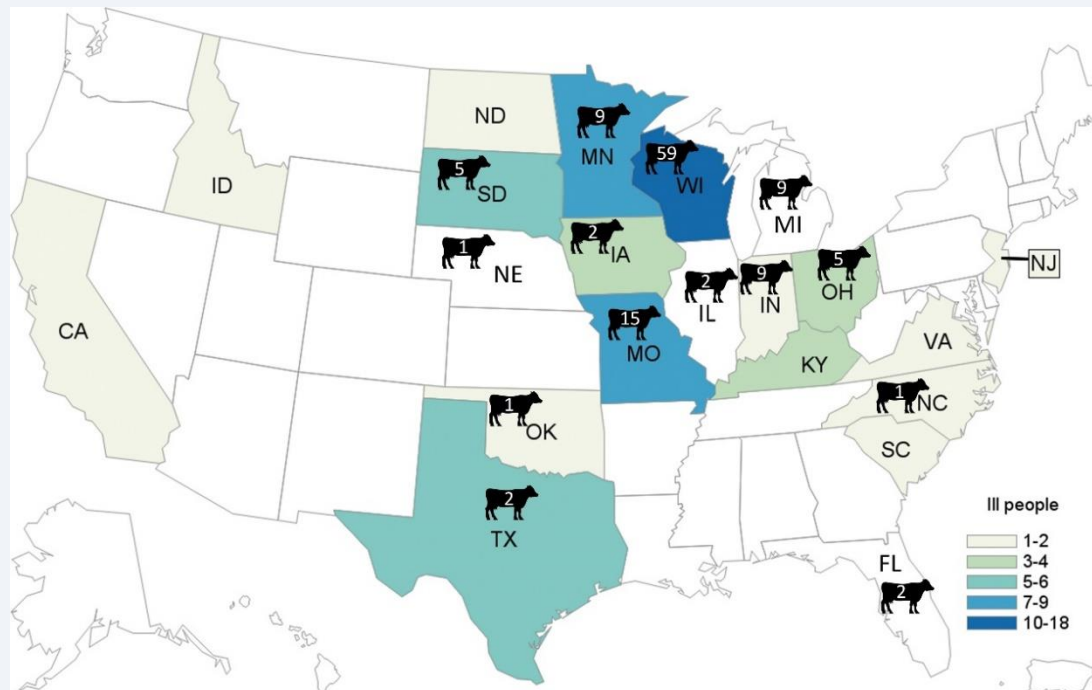 ND
9
MN
59
WI
ID
5
SD
9
MI
2
IA
1
NE
NJ
2
IL
9
IN
5
OH
CA
15
MO
KY
VA
1
NC
1
OK
SC
2
TX
Ill people
1-2
3-4
5-6
7-9
10-18
FL
2